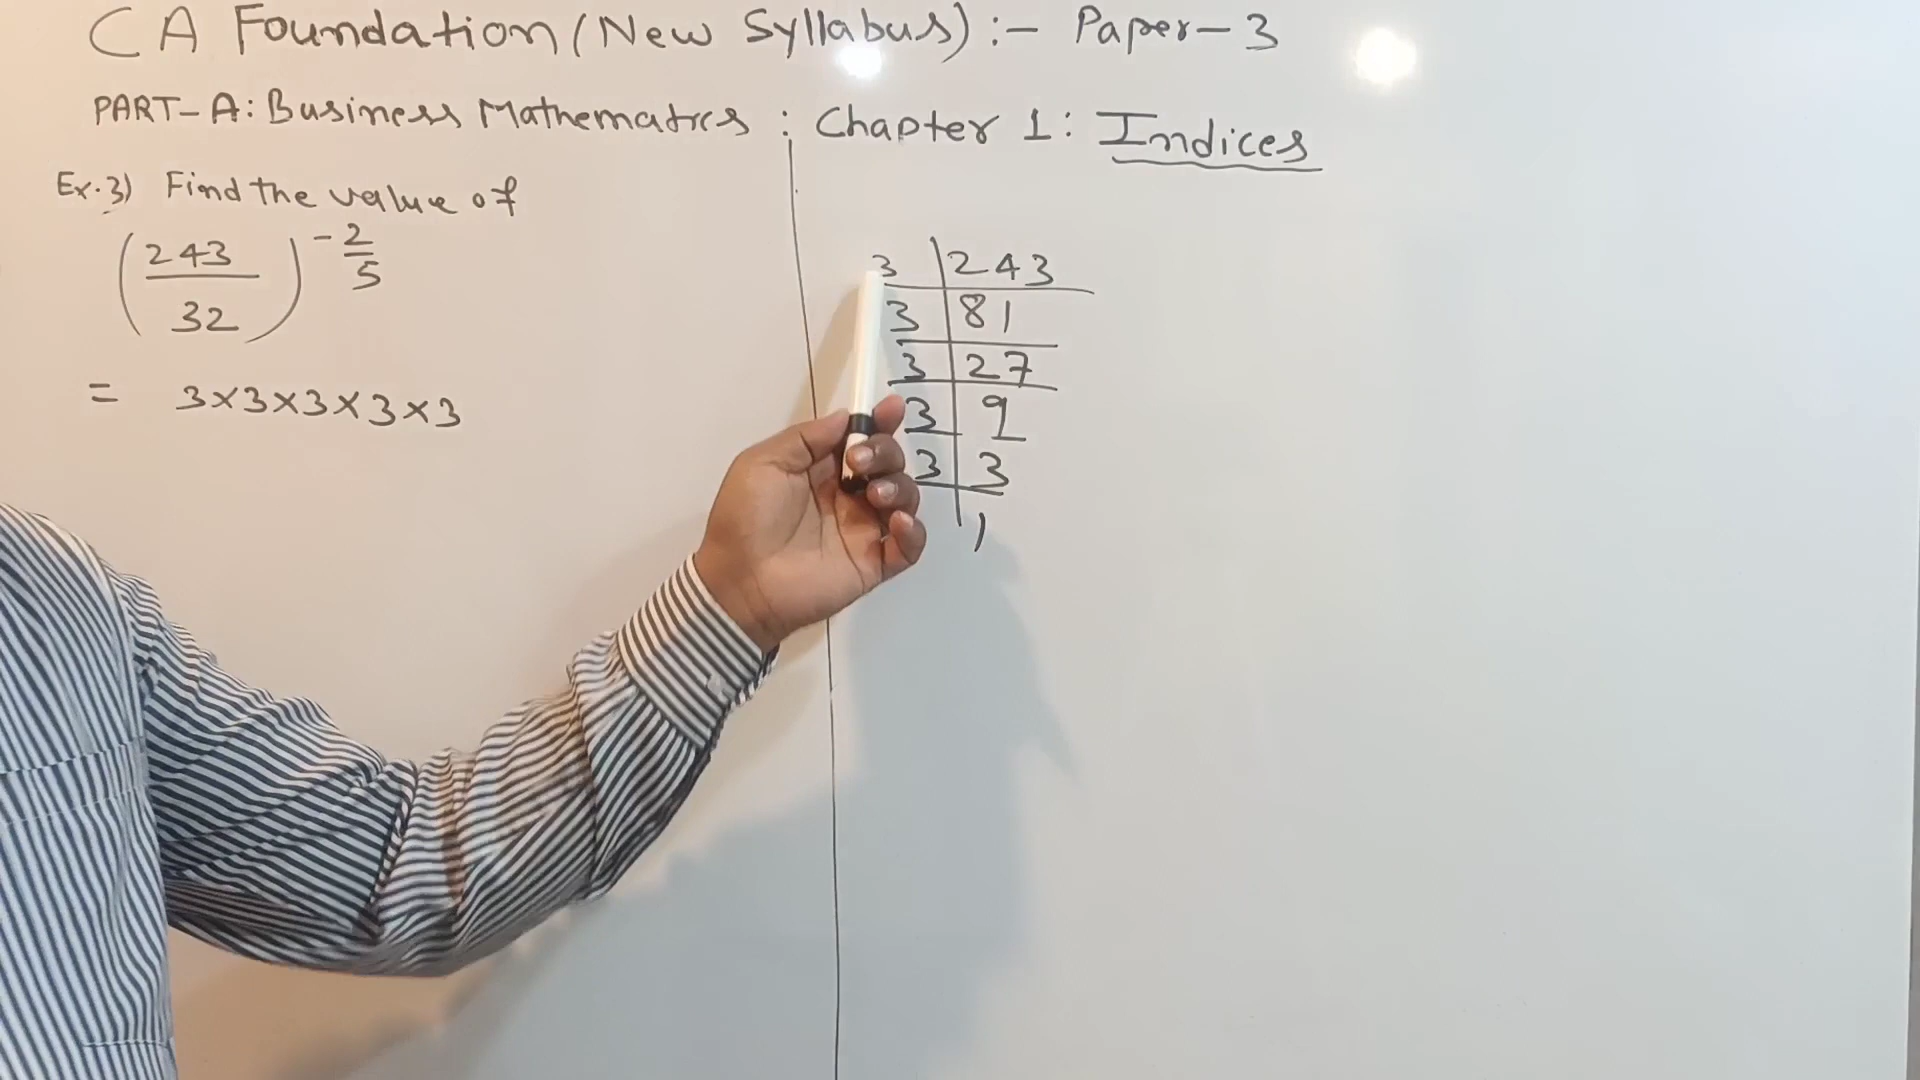 CA Foundation (New Syllabus) :- Paper-3
PART-A: Business Mathematics : Chapter 1: Indices
Ex.3) Find the value of
(243/32)^-2/5
= 3×3×3×3×3
3 | 243
3 | 81
3 | 27
3 | 9
3 | 3
1